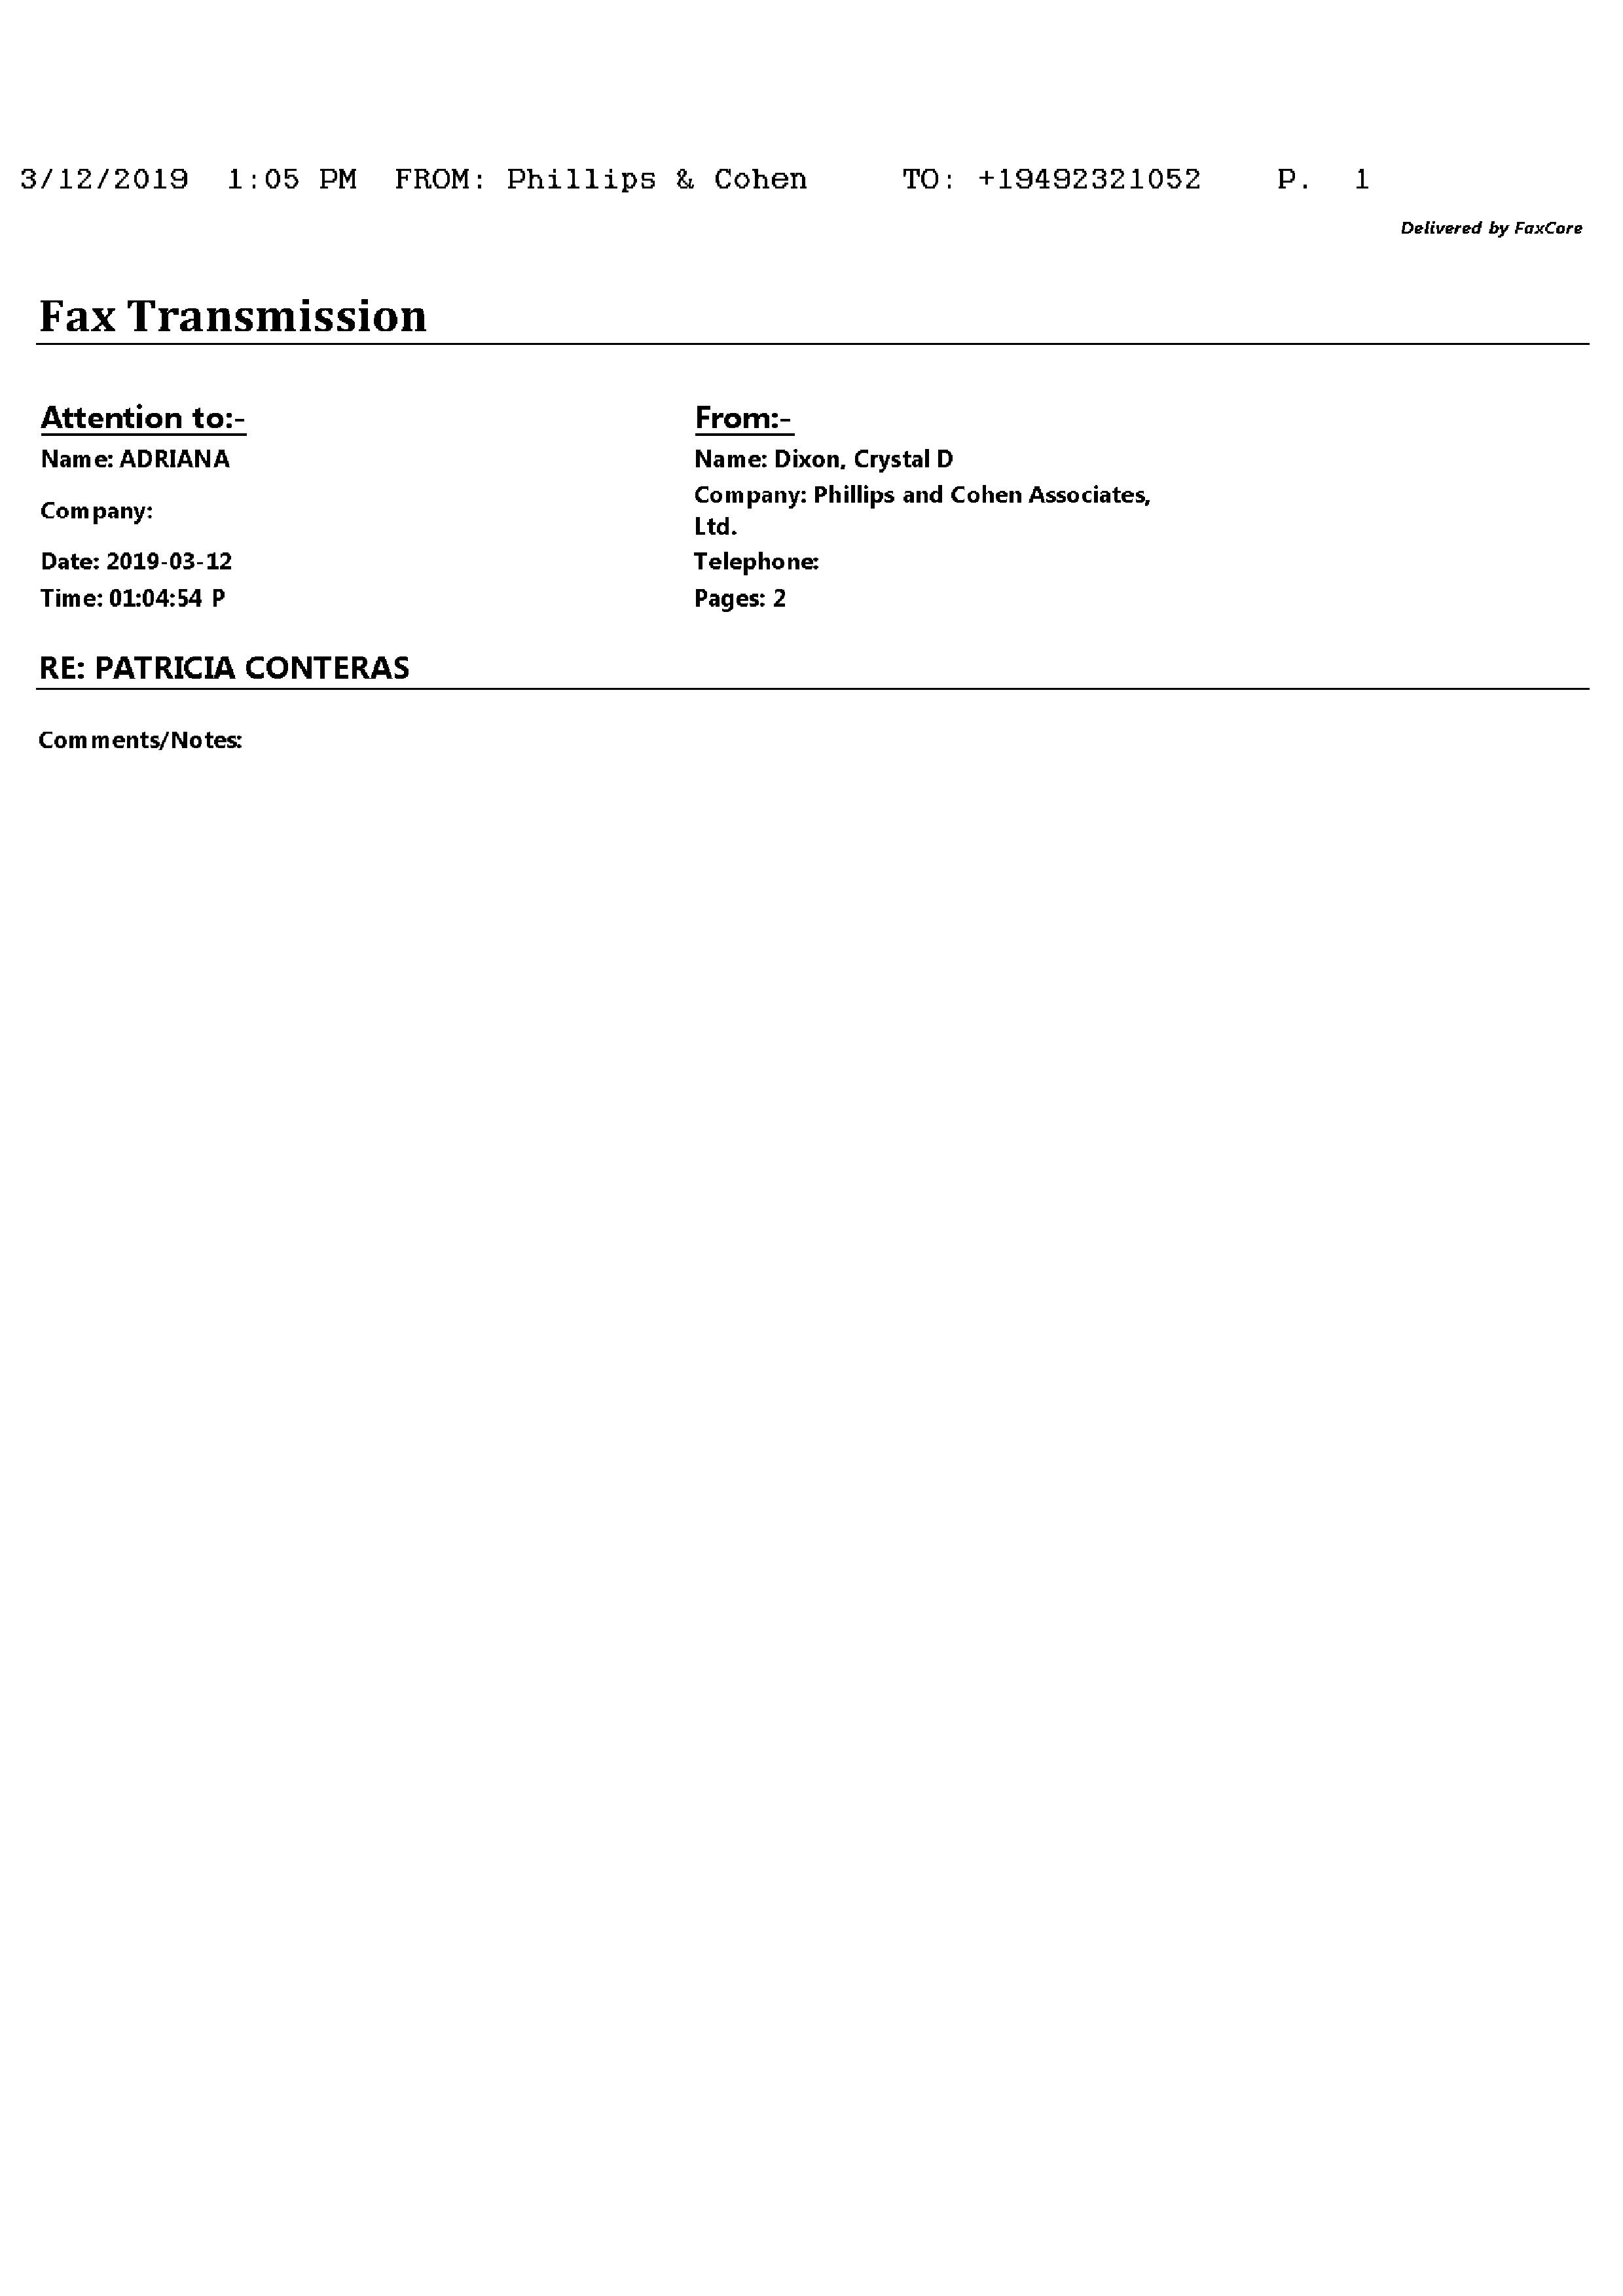 3/12/2019 1:05 PM FROM: Phillips & Cohen TO: +19492321052 P. 1
Delivered by FaxCore
Fax Transmission
Attention to:- From:-
Name: ADRIANA Name: Dixon, Crystal D
Company: Company: Phillips and Cohen Associates,
Ltd.
Date: 2019-03-12 Telephone:
Time: 01:04:54 P Pages: 2
RE: PATRICIA CONTERAS
Comments/Notes: